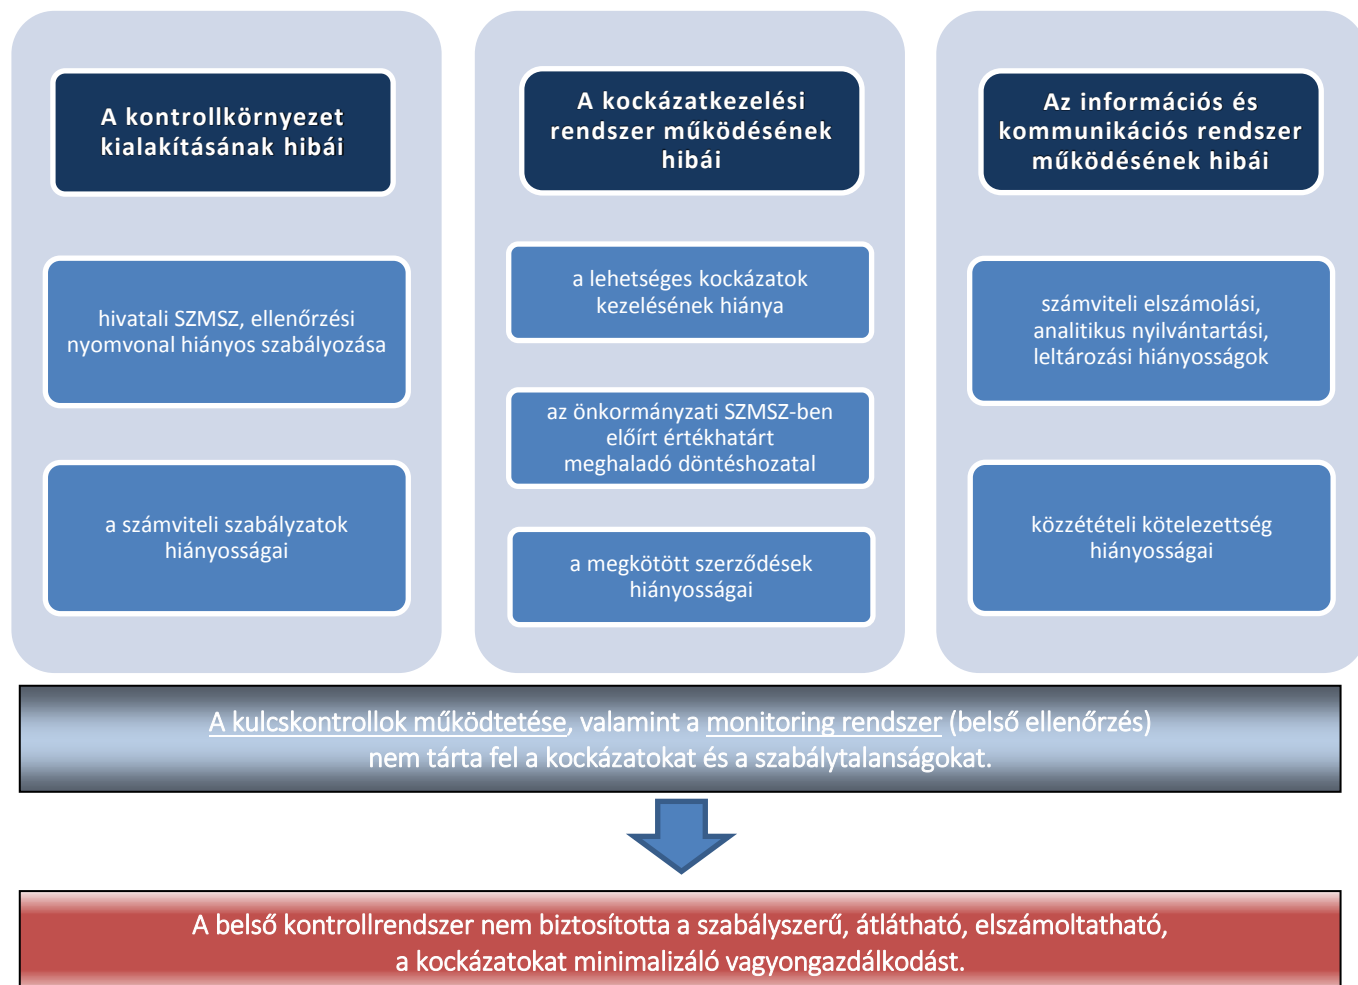 A kontrollkörnyezet
kialakításának hibái
hivatali SZMSZ, ellenőrzési
nyomvonal hiányos szabályozása
a számviteli szabályzatok
hiányosságai
A kockázatkezelési
rendszer működésének
hibái
a lehetséges kockázatok
kezelésének hiánya
az önkormányzati SZMSZ-ben
előírt értékhatárt
meghaladó döntéshozatal
a megkötött szerződések
hiányosságai
Az információs és
kommunikációs rendszer
működésének hibái
számviteli elszámolási,
analitikus nyilvántartási,
leltározási hiányosságok
közzétételi kötelezettség
hiányosságai
A kulcskontrollok működtetése, valamint a monitoring rendszer (belső ellenőrzés)
nem tárta fel a kockázatokat és a szabálytalanságokat.
A belső kontrollrendszer nem biztosította a szabályszerű, átlátható, elszámoltatható,
a kockázatokat minimalizáló vagyongazdálkodást.